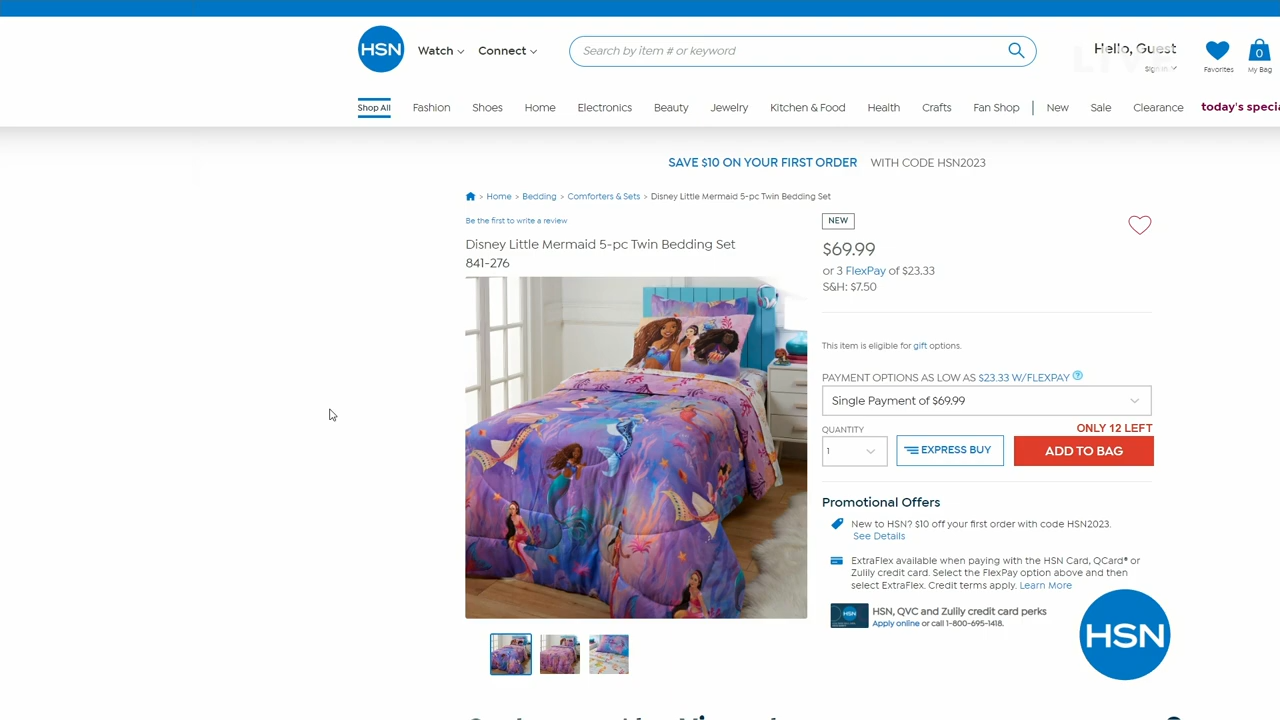 HSN
Watch
Connect
Search by item # or keyword
LIVE
Hello, Guest
Sign In
Favorites
0
My Bag
Shop All
Fashion
Shoes
Home
Electronics
Beauty
Jewelry
Kitchen & Food
Health
Crafts
Fan Shop
New
Sale
Clearance
today's specia
SAVE $10 ON YOUR FIRST ORDER WITH CODE HSN2023
> Home > Bedding > Comforters & Sets > Disney Little Mermaid 5-pc Twin Bedding Set
Be the first to write a review
Disney Little Mermaid 5-pc Twin Bedding Set
841-276
NEW
$69.99
or 3 FlexPay of $23.33
S&H: $7.50
This item is eligible for gift options.
PAYMENT OPTIONS AS LOW AS $23.33 W/FLEXPAY ?
Single Payment of $69.99
QUANTITY
ONLY 12 LEFT
1
EXPRESS BUY
ADD TO BAG
Promotional Offers
New to HSN? $10 off your first order with code HSN2023.
See Details
ExtraFlex available when paying with the HSN Card, QCard® or
Zulily credit card. Select the FlexPay option above and then
select ExtraFlex. Credit terms apply. Learn More
HSN
HSN, QVC and Zulily credit card perks
Apply online or call 1-800-695-1418.
HSN